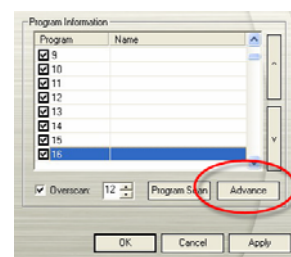 Program Information
Program Name
9
10
11
12
13
14
15
16
Overscan: 12 Program Scan Advance
OK Cancel Apply